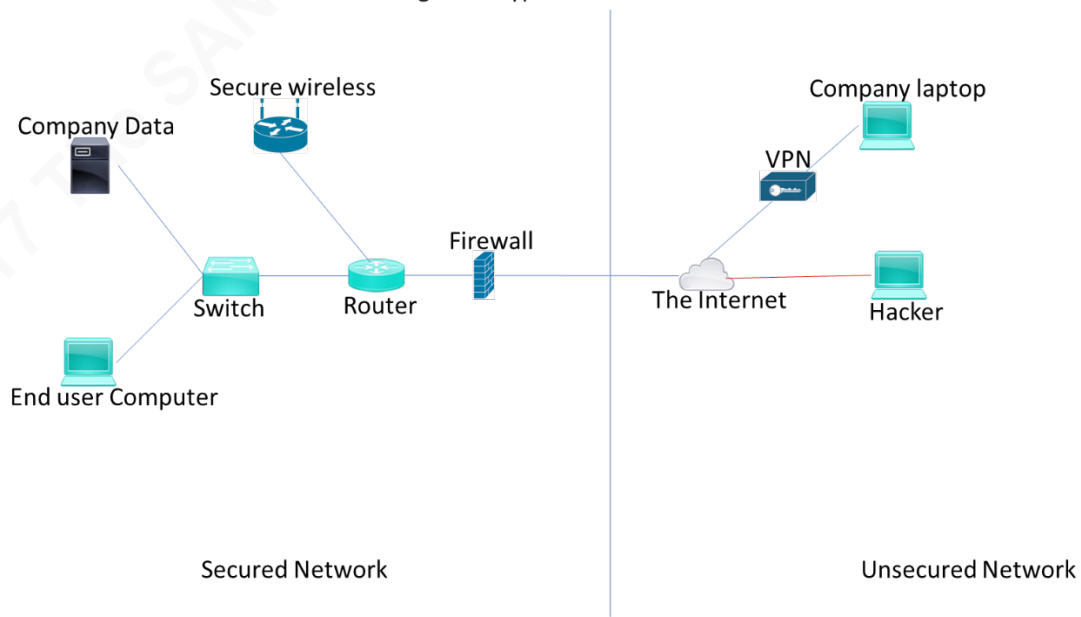 Secure wireless
Company laptop
Company Data
VPN
Firewall
Switch
Router
The Internet
Hacker
End user Computer
Secured Network
Unsecured Network